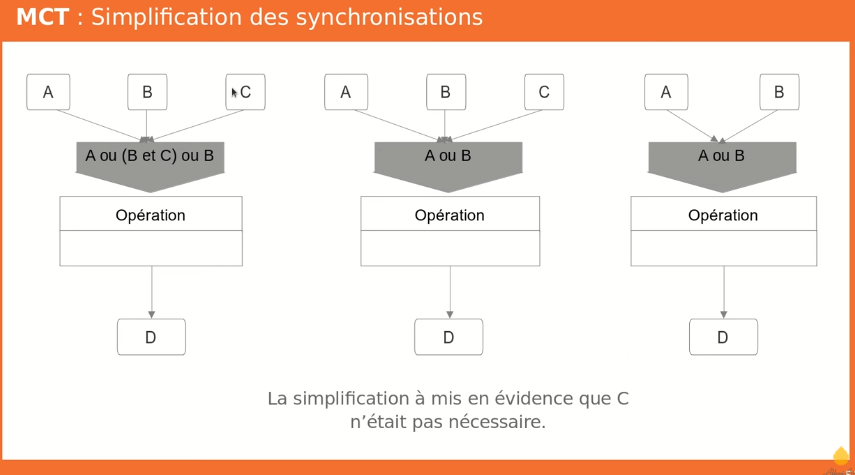 MCT : Simplification des synchronisations
A B C A B C A B
A ou (B et C) ou B A ou B A ou B
Opération Opération Opération
D D D
La simplification à mis en évidence que C
n'était pas nécessaire.